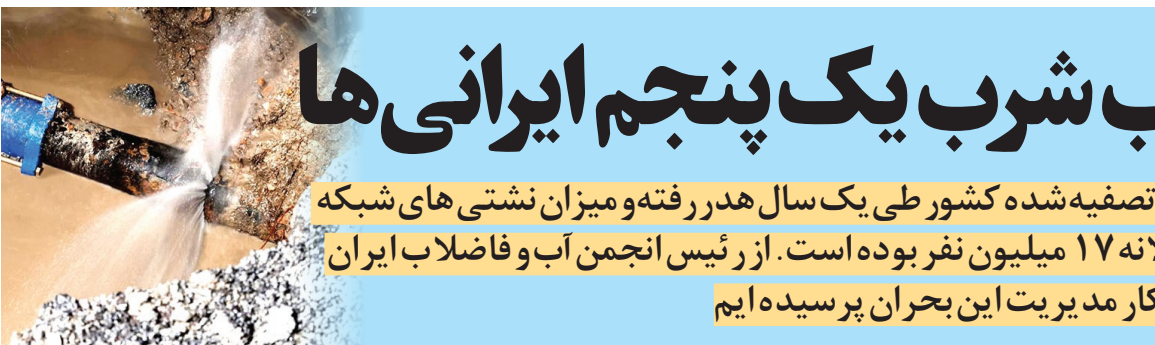 شرب یک پنجم ایرانی‌ها
تصفیه شده کشور طی یک سال هدر رفته و میزان نشتی های شبکه
۱۷ میلیون نفر بوده است. از رئیس انجمن آب و فاضلاب ایران
کار مدیریت این بحران پرسیده ایم